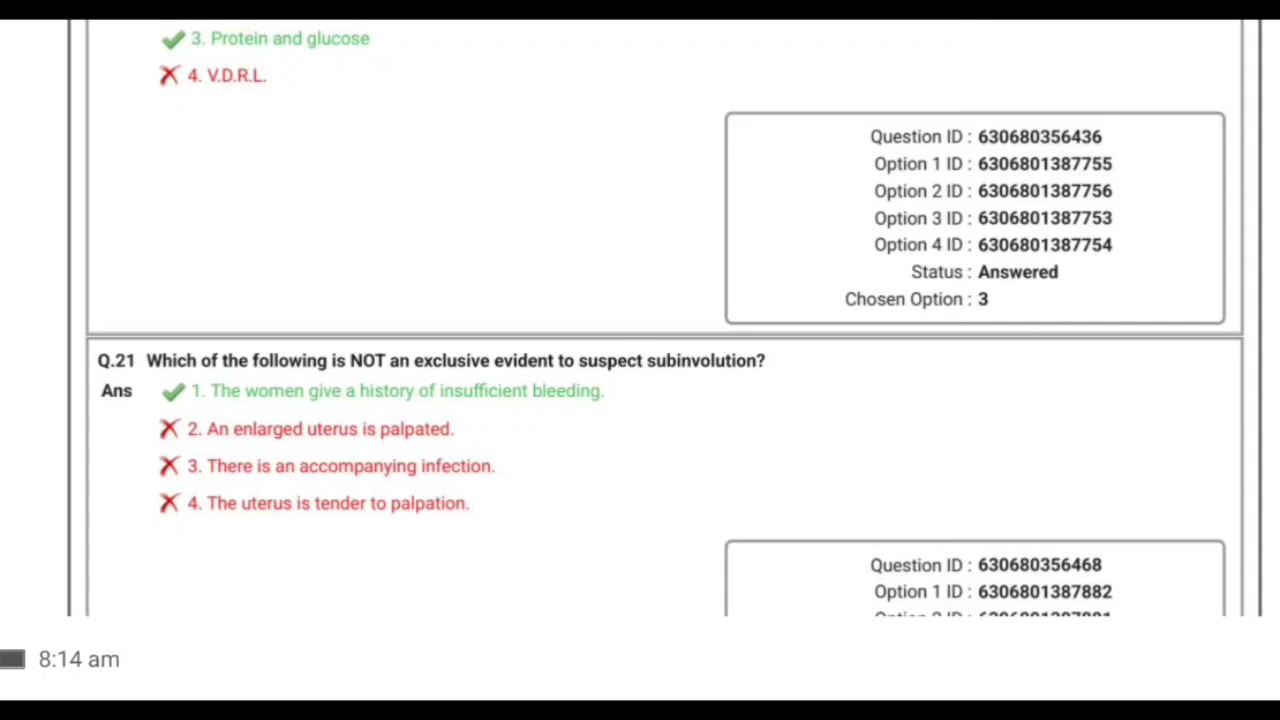 3. Protein and glucose
4. V.D.R.L.
Question ID : 630680356436
Option 1 ID : 6306801387755
Option 2 ID : 6306801387756
Option 3 ID : 6306801387753
Option 4 ID : 6306801387754
Status : Answered
Chosen Option : 3
Q.21 Which of the following is NOT an exclusive evident to suspect subinvolution?
Ans 1. The women give a history of insufficient bleeding.
2. An enlarged uterus is palpated.
3. There is an accompanying infection.
4. The uterus is tender to palpation.
Question ID : 630680356468
Option 1 ID : 6306801387882
8:14 am